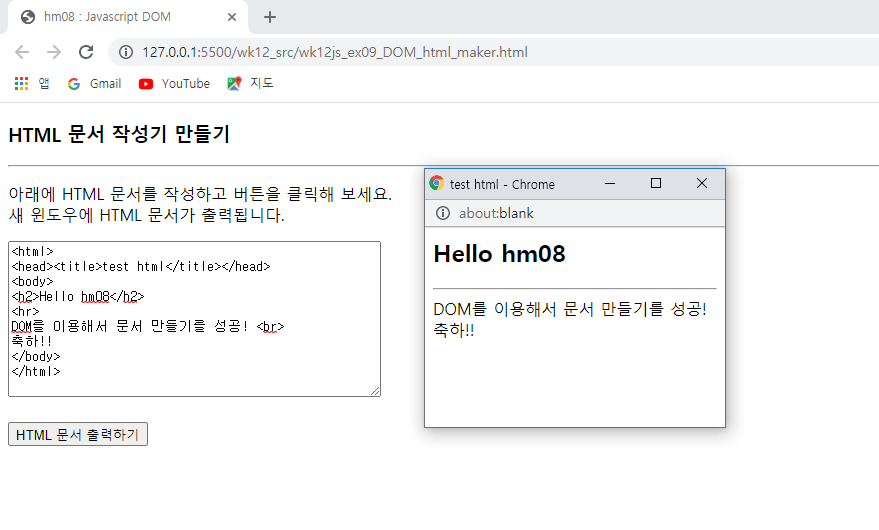 hm08 : Javascript DOM
127.0.0.1:5500/wk12_src/wk12js_ex09_DOM_html_maker.html
앱 Gmail YouTube 지도
HTML 문서 작성기 만들기
아래에 HTML 문서를 작성하고 버튼을 클릭해 보세요.
새 윈도우에 HTML 문서가 출력됩니다.
<html>
<head><title>test html</title></head>
<body>
<h2>Hello hm08</h2>
<hr>
DOM를 이용해서 문서 만들기를 성공! <br>
축하!!
</body>
</html>
HTML 문서 출력하기
test html - Chrome
about:blank
Hello hm08
DOM를 이용해서 문서 만들기를 성공!
축하!!